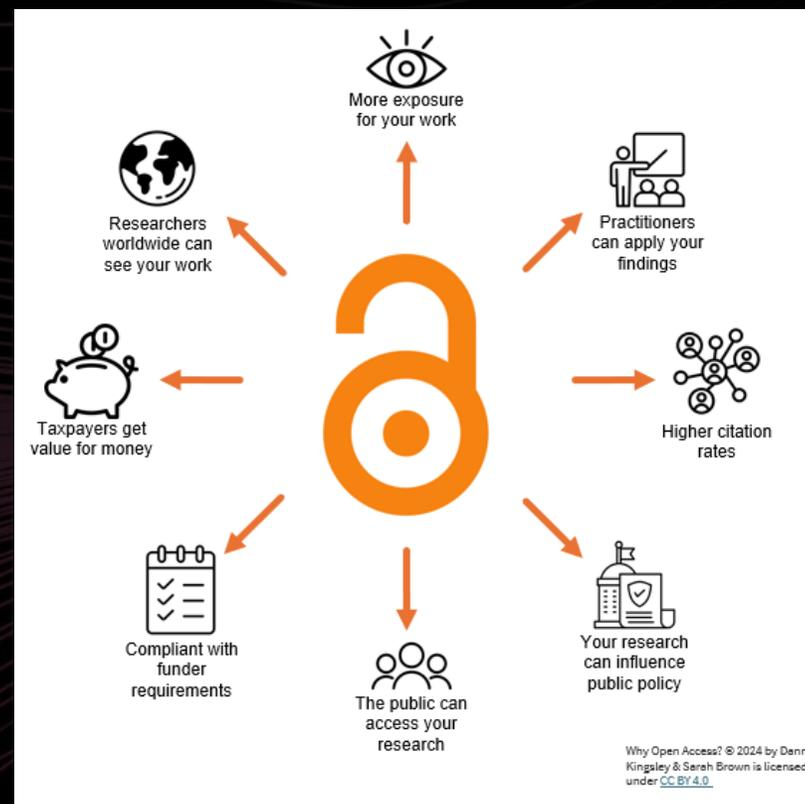 More exposure
for your work
Practitioners
can apply your
findings
Higher citation
rates
Your research
can influence
public policy
The public can
access your
research
Compliant with
funder
requirements
Taxpayers get
value for money
Researchers
worldwide can
see your work
Why Open Access? © 2024 by
Kingsley & Sarah Brown is licensed
under CC BY 4.0